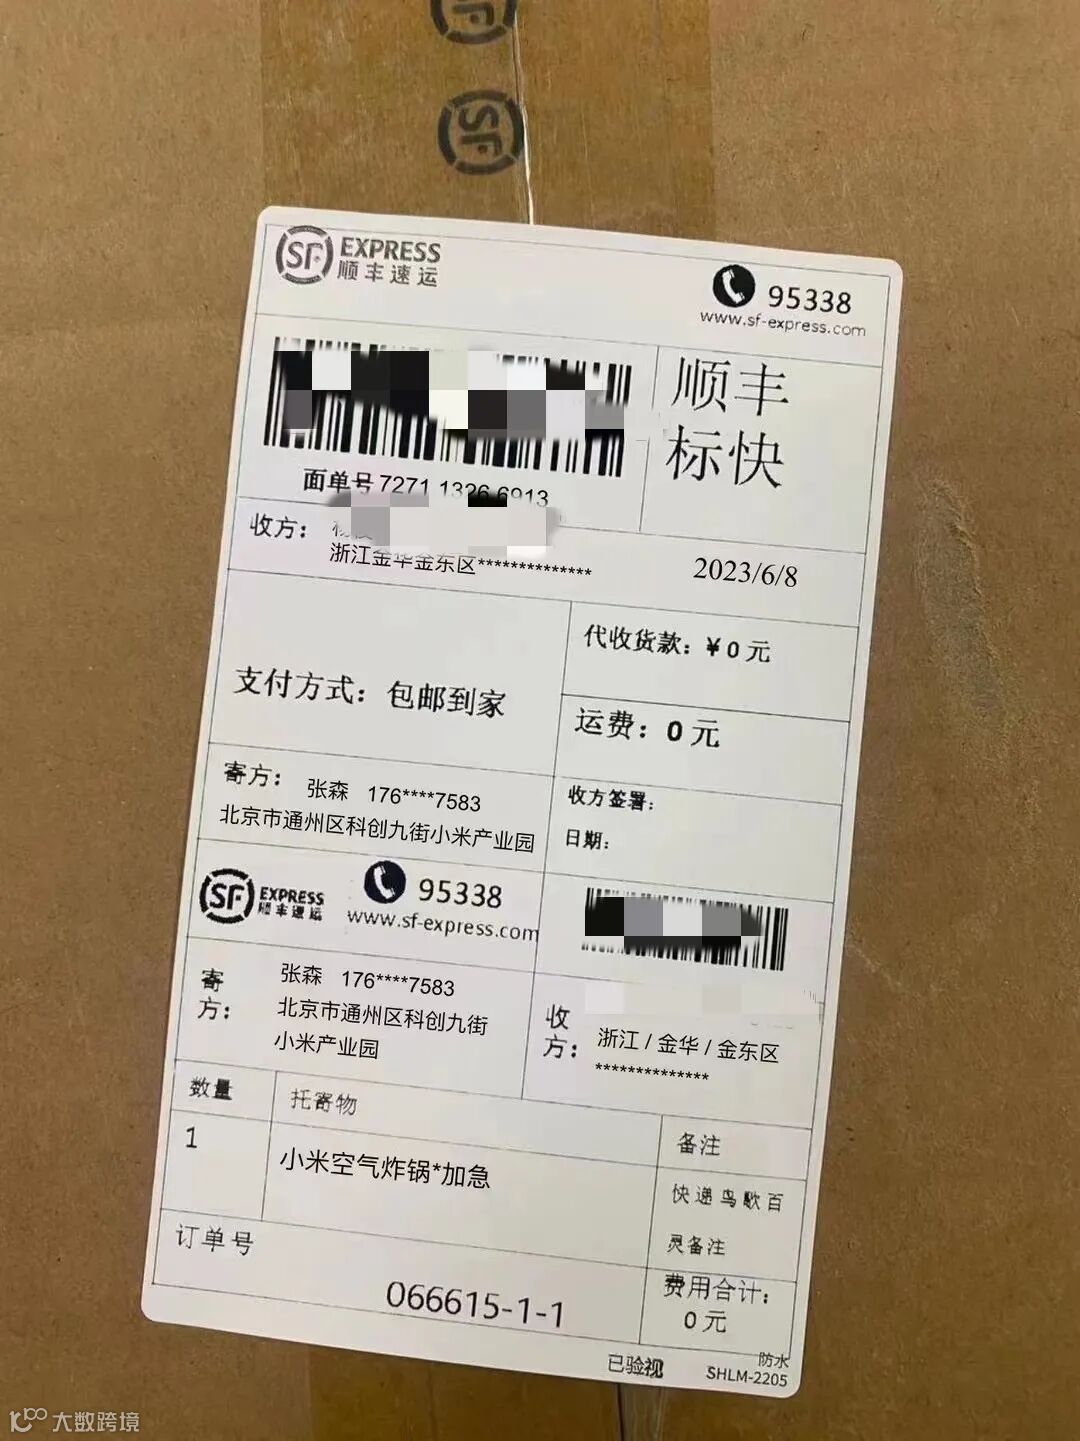 SF
SF
SF EXPRESS
顺丰速运
95338
www.sf-express.com
顺丰
标快
面单号 7271 1326 6913
收方：
浙江金华金东区**************
2023/6/8
代收货款：￥0 元
支付方式：包邮到家
运费：0 元
寄方： 张森 176****7583
北京市通州区科创九街小米产业园
收方签署：
日期：
SF EXPRESS
顺丰速运
95338
www.sf-express.com
寄方：
张森 176****7583
北京市通州区科创九街
小米产业园
收方：
浙江 / 金华 / 金东区
**************
数量
托寄物
备注
1
小米空气炸锅*加急
快递鸟歌百
灵备注
订单号
066615-1-1
费用合计：
0 元
已验视
防水
SHLM-2205
大数跨境